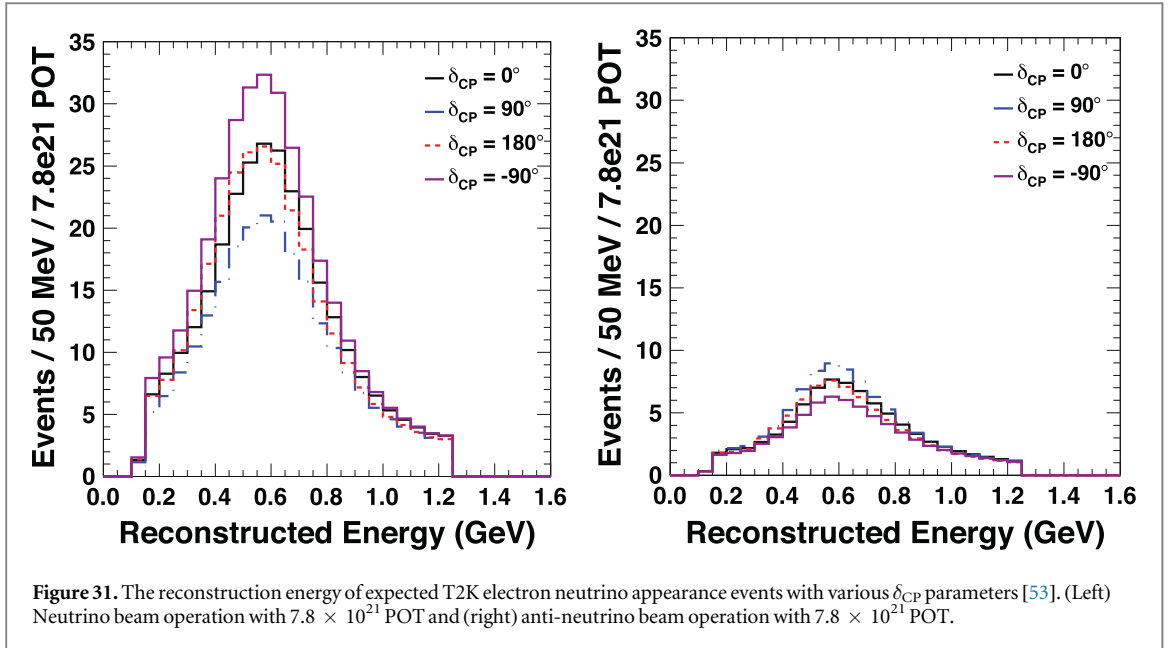 Events / 50 MeV / 7.8e21 POT
35
30
25
20
15
10
5
0
0.0 0.2 0.4 0.6 0.8 1.0 1.2 1.4 1.6
Reconstructed Energy (GeV)
δCP = 0°
δCP = 90°
δCP = 180°
δCP = -90°
Events / 50 MeV / 7.8e21 POT
35
30
25
20
15
10
5
0
0.0 0.2 0.4 0.6 0.8 1.0 1.2 1.4 1.6
Reconstructed Energy (GeV)
δCP = 0°
δCP = 90°
δCP = 180°
δCP = -90°
Figure 31. The reconstruction energy of expected T2K electron neutrino appearance events with various δCP parameters [53]. (Left)
Neutrino beam operation with 7.8 × 10²¹ POT and (right) anti-neutrino beam operation with 7.8 × 10²¹ POT.